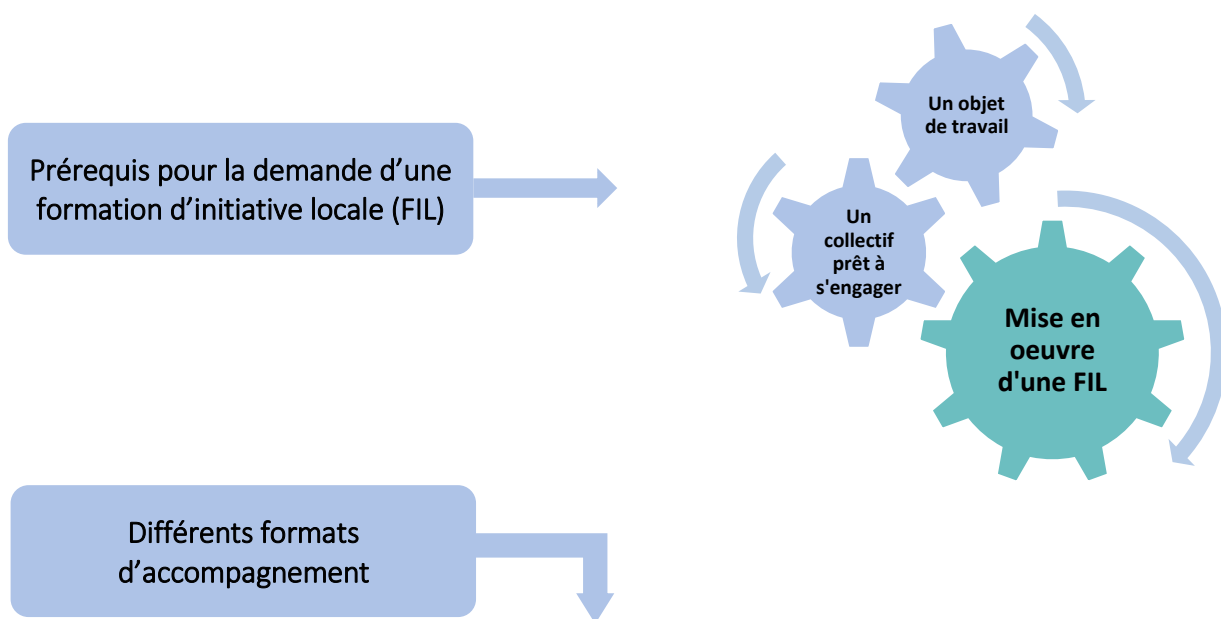 Prérequis pour la demande d’une
formation d’initiative locale (FIL)
Un objet
de travail
Un
collectif
prêt à
s'engager
Mise en
oeuvre
d'une FIL
Différents formats
d’accompagnement